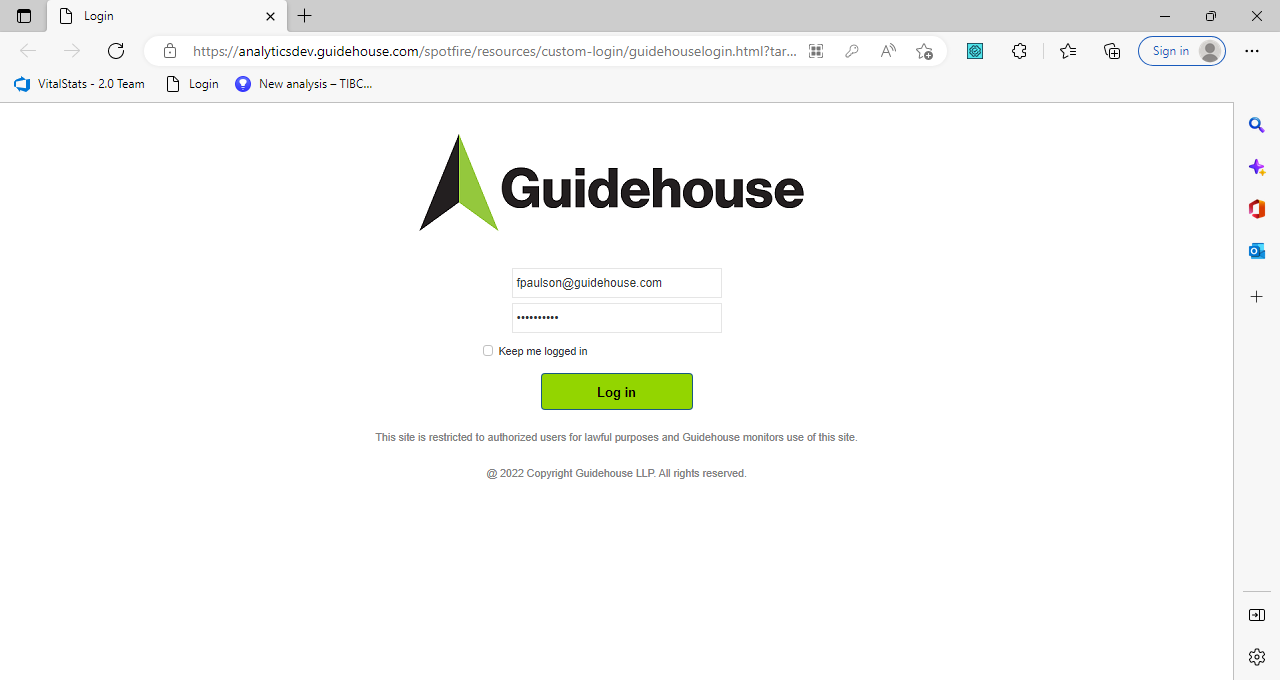 Login
https://analyticsdev.guidehouse.com/spotfire/resources/custom-login/guidehouselogin.html?tar...
Sign in
VitalStats - 2.0 Team
Login
New analysis – TIBC...
Guidehouse
fpaulson@guidehouse.com
••••••••••
Keep me logged in
Log in
This site is restricted to authorized users for lawful purposes and Guidehouse monitors use of this site.
@ 2022 Copyright Guidehouse LLP. All rights reserved.